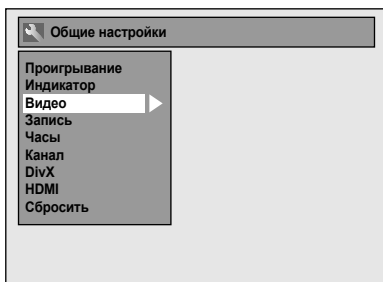 Общие настройки
Проигрывание
Индикатор
Видео
Запись
Часы
Канал
DivX
HDMI
Сбросить